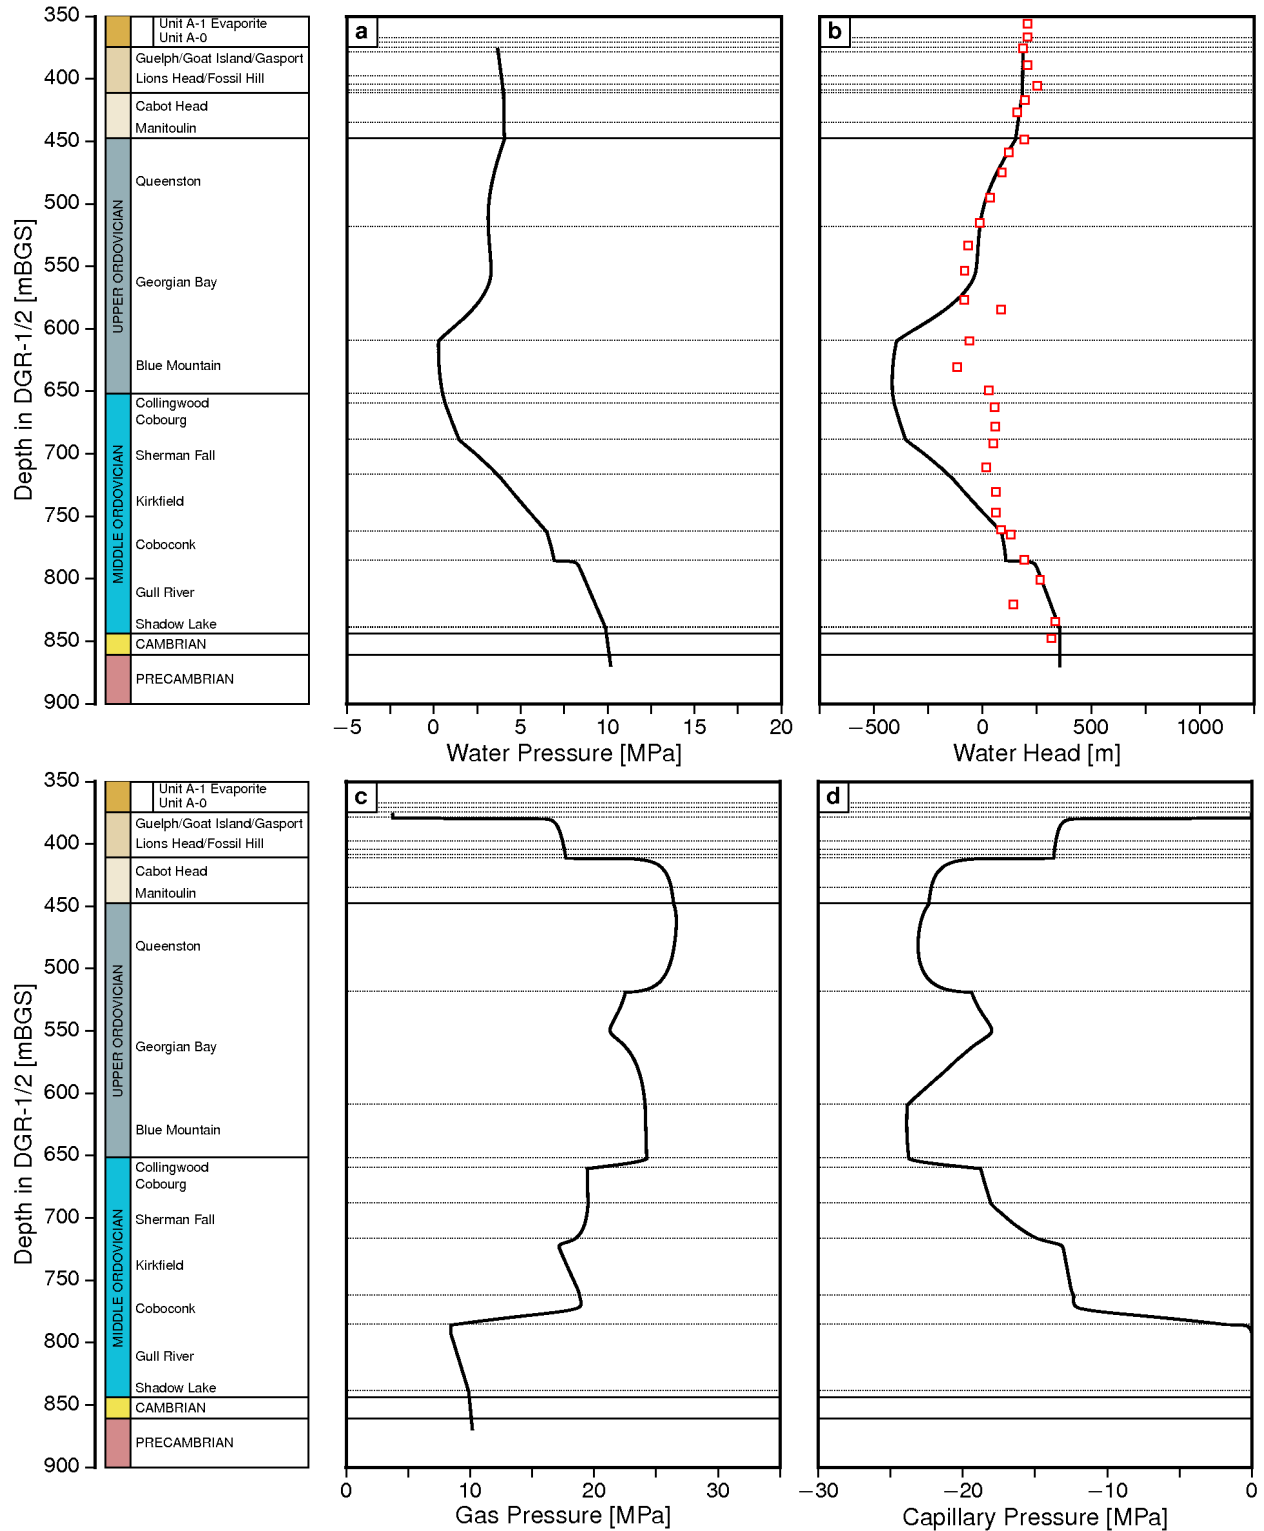 350
400
450
500
550
600
650
700
750
800
850
900
Depth in DGR-1/2 [mBGS]
Unit A-1 Evaporite
Unit A-0
Guelph/Goat Island/Gasport
Lions Head/Fossil Hill
Cabot Head
Manitoulin
UPPER ORDOVICIAN
Queenston
Georgian Bay
Blue Mountain
MIDDLE ORDOVICIAN
Collingwood
Cobourg
Sherman Fall
Kirkfield
Coboconk
Gull River
Shadow Lake
CAMBRIAN
PRECAMBRIAN
a
−5 0 5 10 15 20
Water Pressure [MPa]
b
−500 0 500 1000
Water Head [m]
350
400
450
500
550
600
650
700
750
800
850
900
Depth in DGR-1/2 [mBGS]
Unit A-1 Evaporite
Unit A-0
Guelph/Goat Island/Gasport
Lions Head/Fossil Hill
Cabot Head
Manitoulin
UPPER ORDOVICIAN
Queenston
Georgian Bay
Blue Mountain
MIDDLE ORDOVICIAN
Collingwood
Cobourg
Sherman Fall
Kirkfield
Coboconk
Gull River
Shadow Lake
CAMBRIAN
PRECAMBRIAN
c
0 10 20 30
Gas Pressure [MPa]
d
−30 −20 −10 0
Capillary Pressure [MPa]